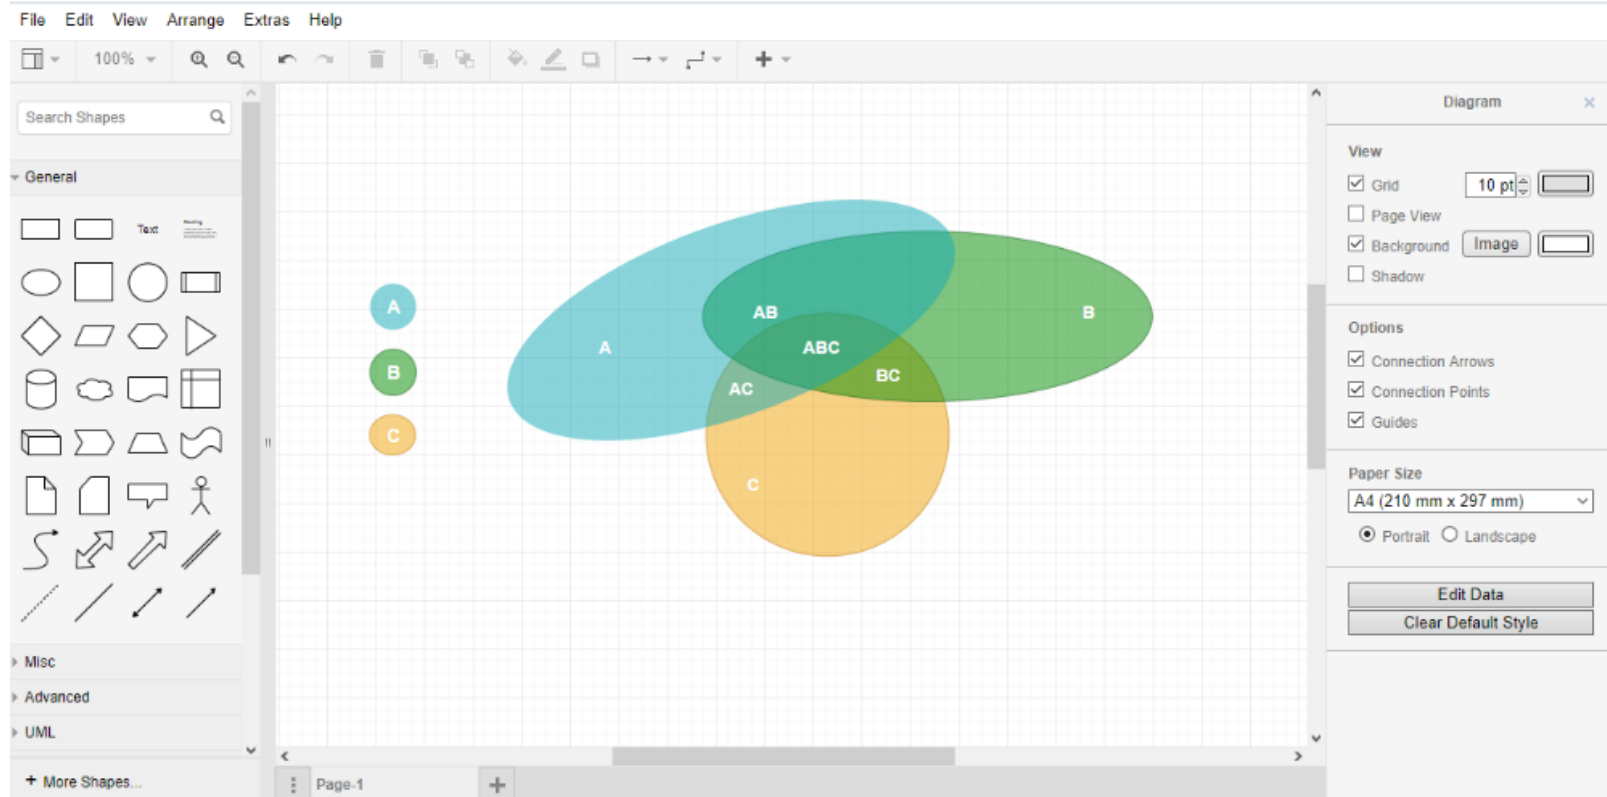 File Edit View Arrange Extras Help
100%
Search Shapes
General
Text
Misc
Advanced
UML
+ More Shapes...
A
B
C
A
AB
B
ABC
AC
BC
C
Page-1
Diagram
View
Grid 10 pt
Page View
Background Image
Shadow
Options
Connection Arrows
Connection Points
Guides
Paper Size
A4 (210 mm x 297 mm)
Portrait Landscape
Edit Data
Clear Default Style